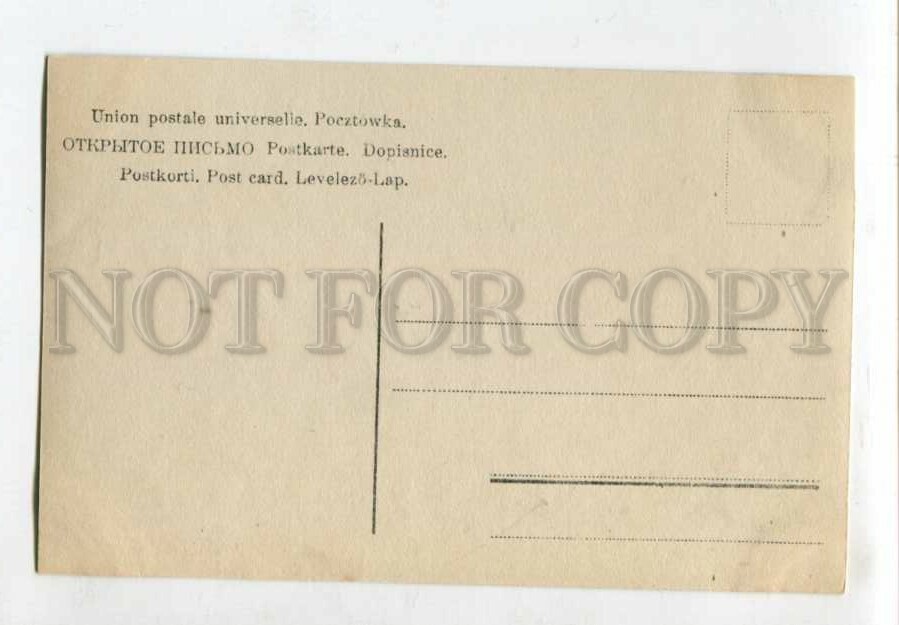 Union postale universelle. Pocztowka.
ОТКРЫТОЕ ПИСЬМО Postkarte. Dopisnice.
Postkorti. Post card. Levelező-Lap.
NOT FOR COPY